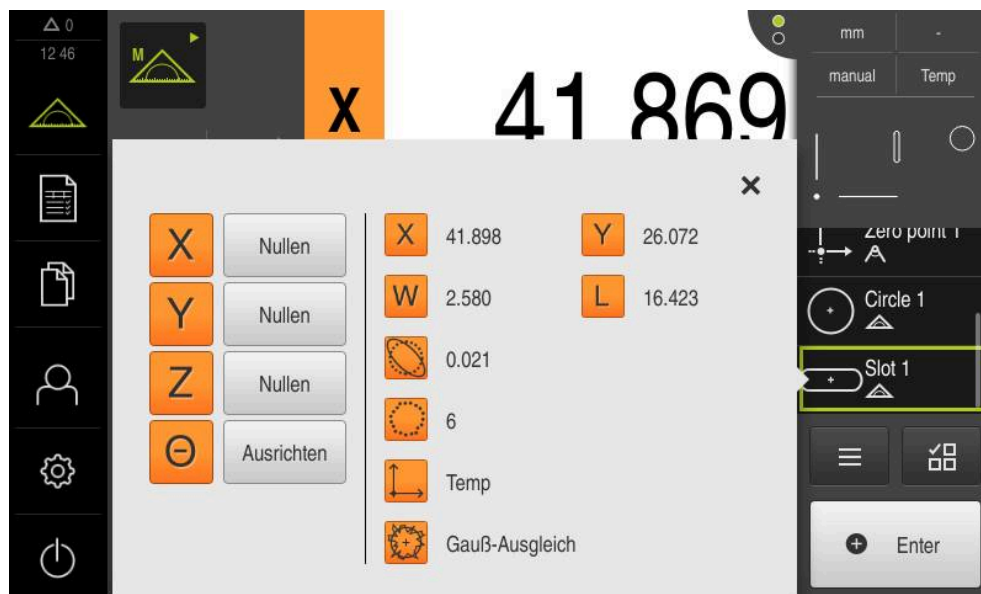 0
12 46
M
X
41 869
mm -
manual Temp
X Nullen
Y Nullen
Z Nullen
Θ Ausrichten
X 41.898 Y 26.072
W 2.580 L 16.423
0.021
6
Temp
Gauß-Ausgleich
Zero point 1
Circle 1
Slot 1
Enter